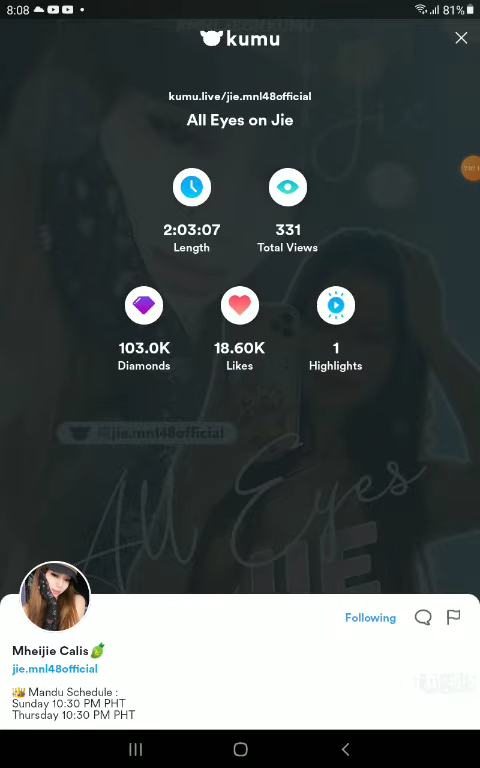 8:08
81%
kumu
kumu.live/jie.mnl48official
All Eyes on Jie
2:03:07
331
Length
Total Views
103.0K
18.60K
1
Diamonds
Likes
Highlights
@jie.mnl48official
All Eyes
JIE
Mheijie Calis
Following
jie.mnl48official
Mandu Schedule :
Sunday 10:30 PM PHT
Thursday 10:30 PM PHT